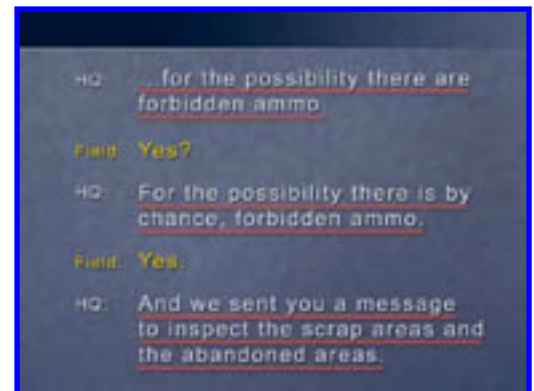 HQ: ...for the possibility there are
forbidden ammo.
Field: Yes?
HQ: For the possibility there is by
chance, forbidden ammo.
Field: Yes.
HQ: And we sent you a message
to inspect the scrap areas and
the abandoned areas.